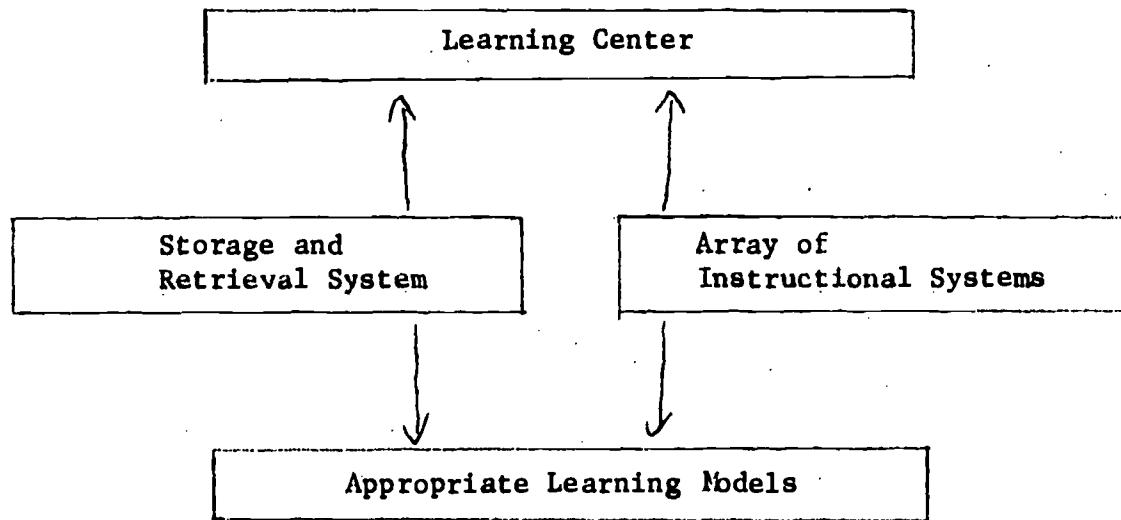 Learning Center
Storage and
Retrieval System
Array of
Instructional Systems
Appropriate Learning Models